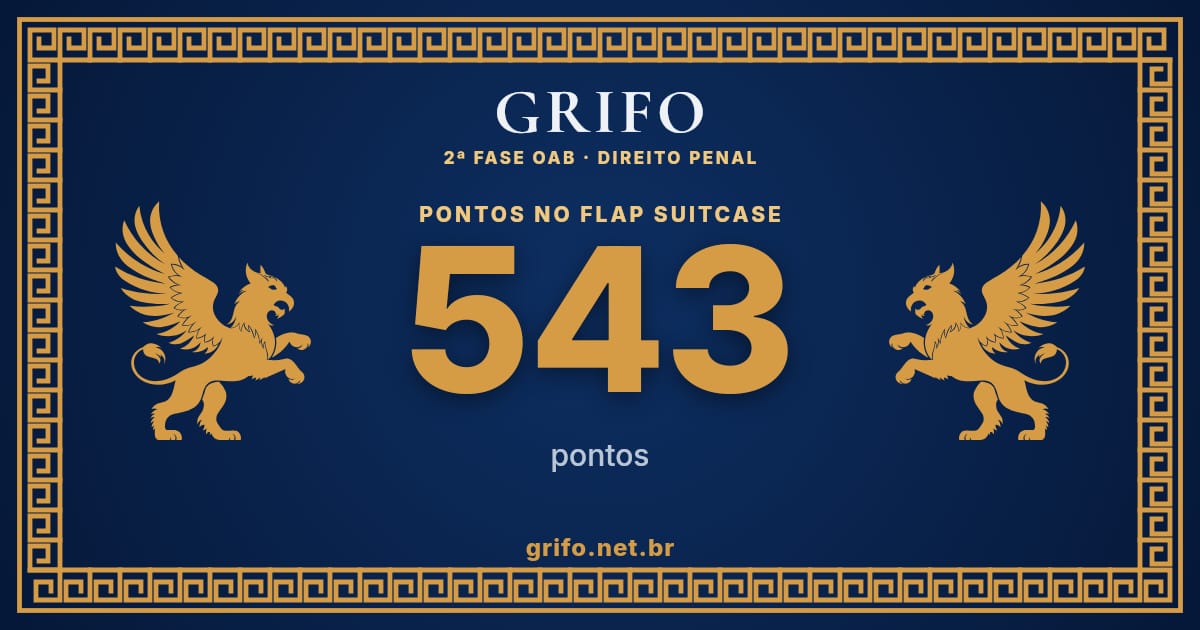 GRIFO
2ª FASE OAB · DIREITO PENAL
PONTOS NO FLAP SUITCASE
543
pontos
grifo.net.br